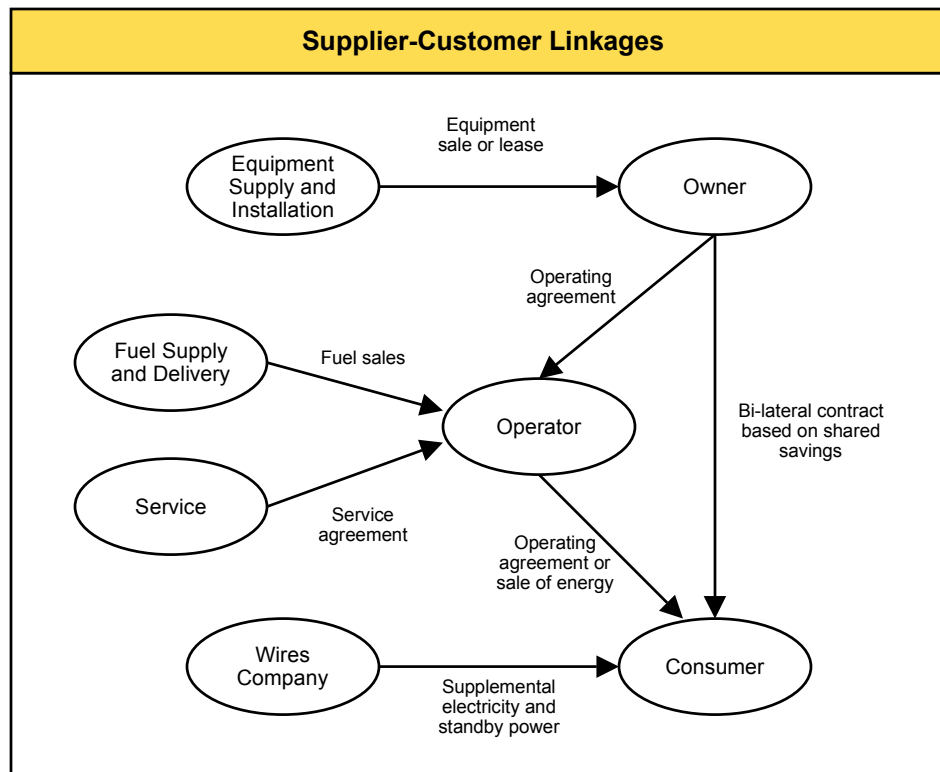 Supplier-Customer Linkages
Equipment
sale or lease
Equipment
Supply and
Installation
Owner
Operating
agreement
Fuel Supply
and Delivery
Fuel sales
Operator
Bi-lateral contract
based on shared
savings
Service
Service
agreement
Operating
agreement or
sale of energy
Wires
Company
Consumer
Supplemental
electricity and
standby power